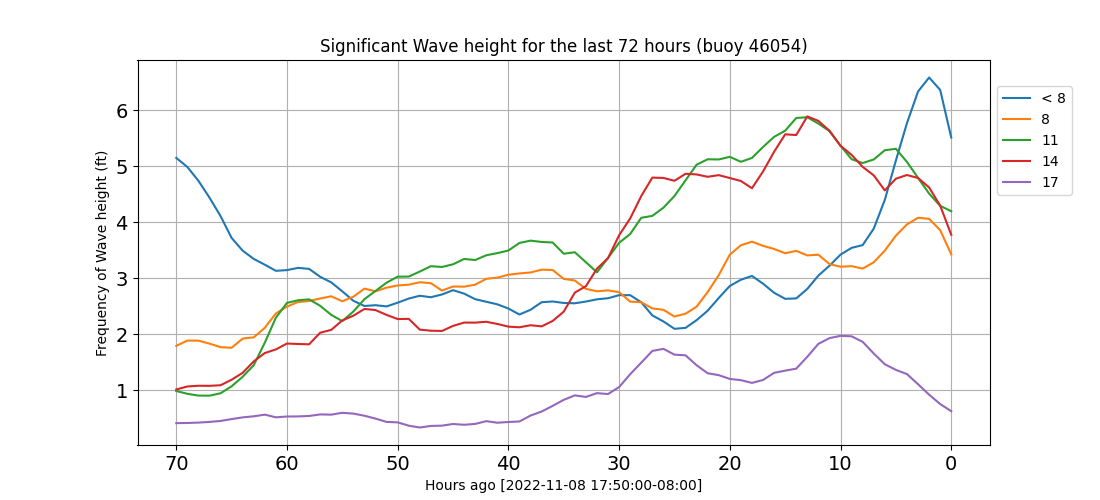 Significant Wave height for the last 72 hours (buoy 46054)
Frequency of Wave height (ft)
6
5
4
3
2
1
70 60 50 40 30 20 10 0
Hours ago [2022-11-08 17:50:00-08:00]
< 8
8
11
14
17